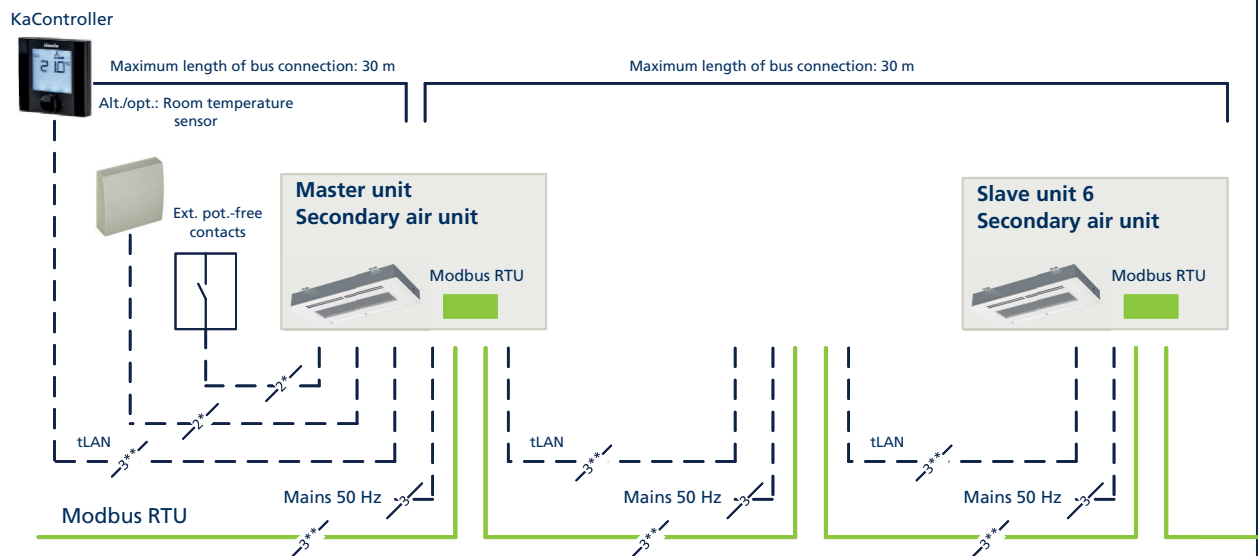 KaController
Maximum length of bus connection: 30 m
Maximum length of bus connection: 30 m
Alt./opt.: Room temperature
sensor
Ext. pot.-free
contacts
Master unit
Secondary air unit
Modbus RTU
Slave unit 6
Secondary air unit
Modbus RTU
2*
2*
tLAN
3**
tLAN
3**
tLAN
3**
Mains 50 Hz
3
Mains 50 Hz
3
Mains 50 Hz
3
Modbus RTU
3**
3**
3**